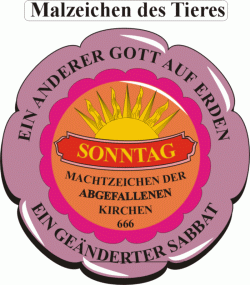 Malzeichen des Tieres
EIN ANDERER GOTT AUF ERDEN
SONNTAG
MACHTZEICHEN DER
ABGEFALLENEN
KIRCHEN
666
EIN GEÄNDERTER SABBAT